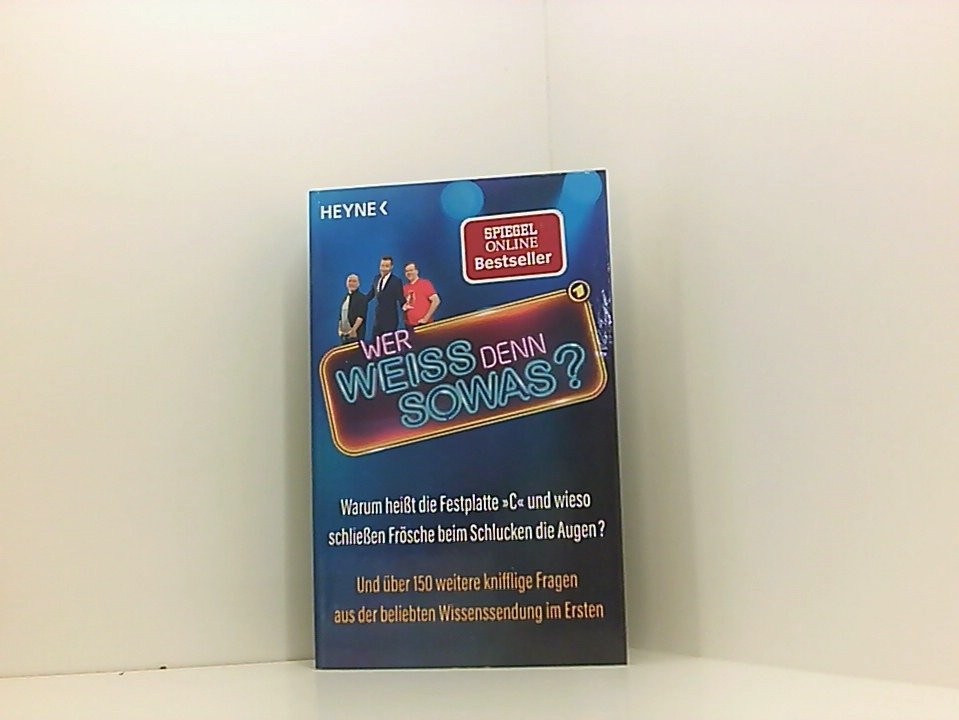 HEYNE
SPIEGEL
ONLINE
Bestseller
WER
WEISS DENN
SOWAS?
Warum heißt die Festplatte »C« und wieso
schließen Frösche beim Schlucken die Augen?
Und über 150 weitere knifflige Fragen
aus der beliebten Wissenssendung im Ersten